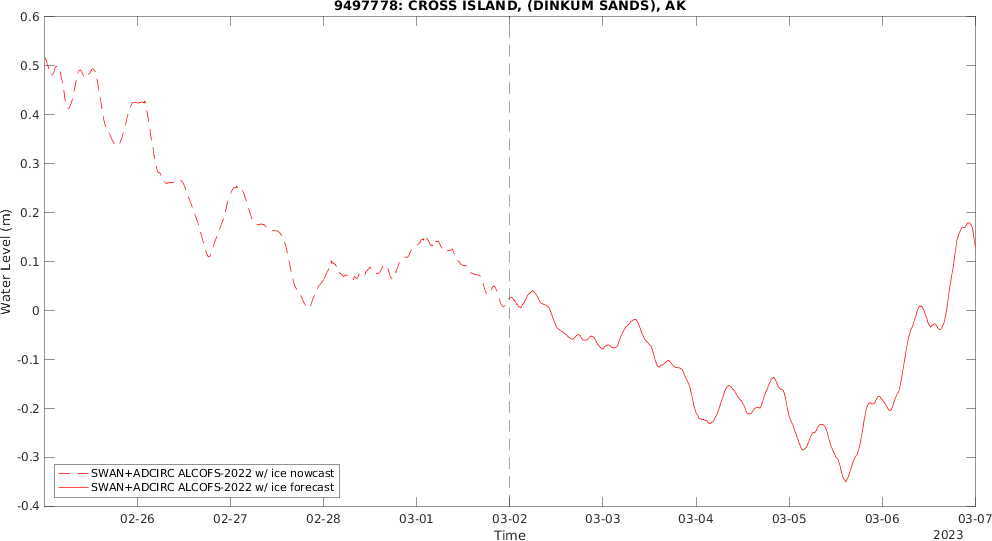 9497778: CROSS ISLAND, (DINKUM SANDS), AK
0.6
0.5
0.4
0.3
0.2
0.1
0
-0.1
-0.2
-0.3
-0.4
Water Level (m)
SWAN+ADCIRC ALCOFS-2022 w/ ice nowcast
SWAN+ADCIRC ALCOFS-2022 w/ ice forecast
02-26 02-27 02-28 03-01 03-02 03-03 03-04 03-05 03-06 03-07
Time
2023